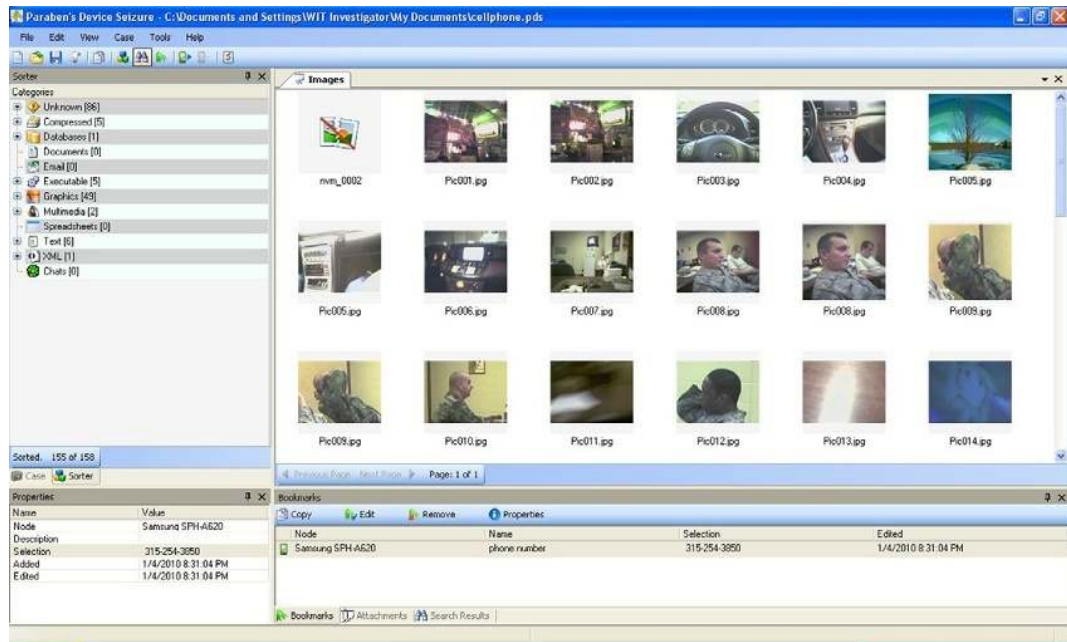 Paraben's Device Seizure - C:\Documents and Settings\WIT Investigator\My Documents\cellphone.pds
File Edit View Case Tools Help
Sorter
Categories
Unknown [86]
Compressed [5]
Databases [1]
Documents [0]
Email [0]
Executable [5]
Graphics [49]
Multimedia [2]
Spreadsheets [0]
Text [6]
XML [1]
Chats [0]
Sorted. 155 of 158
Case Sorter
Images
nvm_0002 Pic001.jpg Pic002.jpg Pic003.jpg Pic004.jpg Pic005.jpg
Pic005.jpg Pic006.jpg Pic007.jpg Pic008.jpg Pic008.jpg Pic009.jpg
Pic009.jpg Pic010.jpg Pic011.jpg Pic012.jpg Pic013.jpg Pic014.jpg
Previous Page Next Page Page: 1 of 1
Properties
Name Value
Node Samsung SPH-A620
Description
Selection 315-254-3850
Added 1/4/2010 8:31:04 PM
Edited 1/4/2010 8:31:04 PM
Bookmarks
Copy Edit Remove Properties
Node Name Selection Edited
Samsung SPH-A620 phone number 315-254-3850 1/4/2010 8:31:04 PM
Bookmarks Attachments Search Results